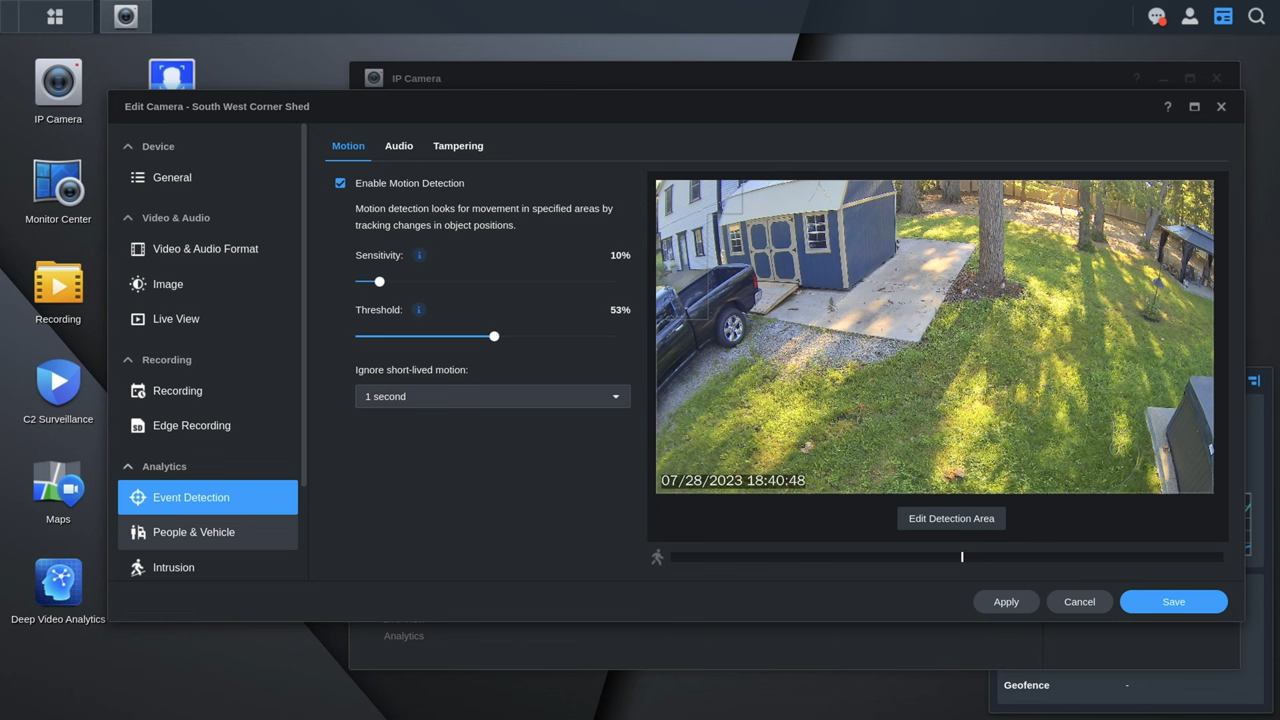 IP Camera
Monitor Center
Recording
C2 Surveillance
Maps
Deep Video Analytics
IP Camera
Edit Camera - South West Corner Shed
Device
General
Video & Audio
Video & Audio Format
Image
Live View
Recording
Recording
SD
Edge Recording
Analytics
Event Detection
People & Vehicle
Intrusion
Motion
Audio
Tampering
Enable Motion Detection
Motion detection looks for movement in specified areas by
tracking changes in object positions.
Sensitivity:
10%
Threshold:
53%
Ignore short-lived motion:
1 second
07/28/2023 18:40:48
Edit Detection Area
Apply
Cancel
Save
Analytics
Geofence
-